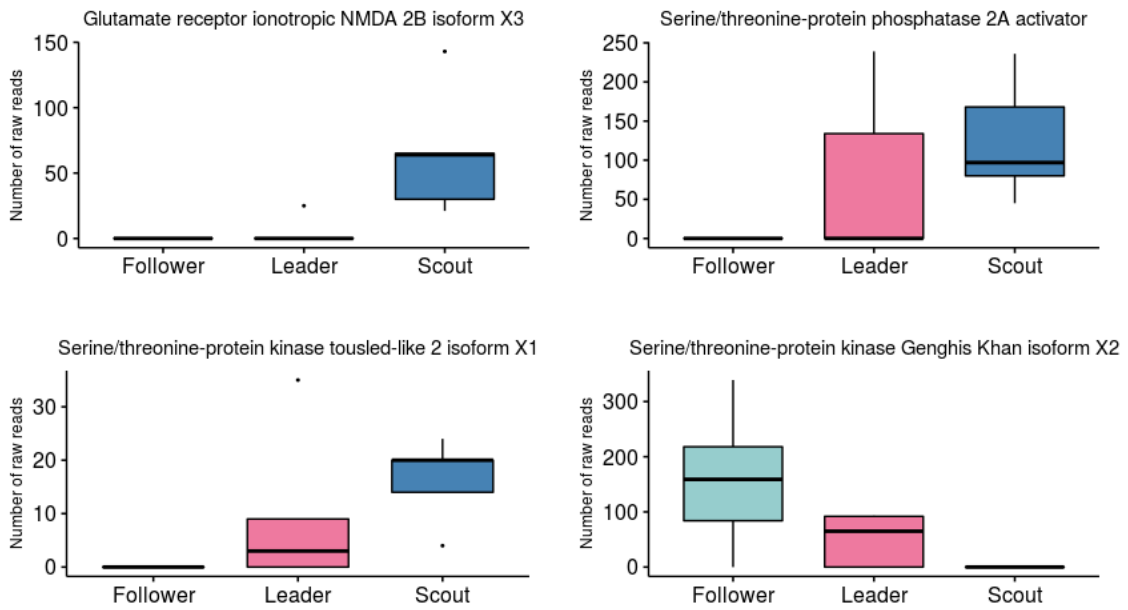 Glutamate receptor ionotropic NMDA 2B isoform X3
Number of raw reads
150
100
50
0
Follower Leader Scout
Serine/threonine-protein phosphatase 2A activator
Number of raw reads
250
200
150
100
50
0
Follower Leader Scout
Serine/threonine-protein kinase tousled-like 2 isoform X1
Number of raw reads
30
20
10
0
Follower Leader Scout
Serine/threonine-protein kinase Genghis Khan isoform X2
Number of raw reads
300
200
100
0
Follower Leader Scout